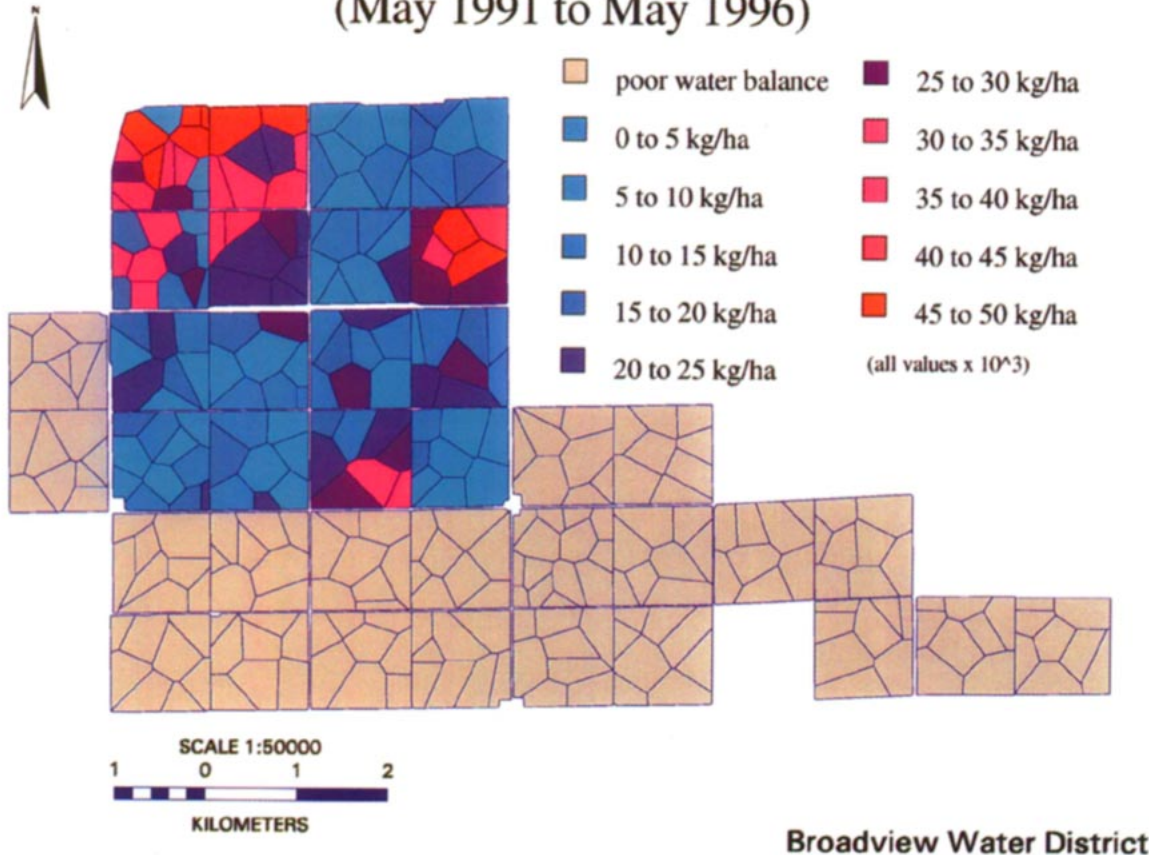 (May 1991 to May 1996)
N
poor water balance
0 to 5 kg/ha
5 to 10 kg/ha
10 to 15 kg/ha
15 to 20 kg/ha
20 to 25 kg/ha
25 to 30 kg/ha
30 to 35 kg/ha
35 to 40 kg/ha
40 to 45 kg/ha
45 to 50 kg/ha
(all values x 10^3)
SCALE 1:50000
1 0 1 2
KILOMETERS
Broadview Water District